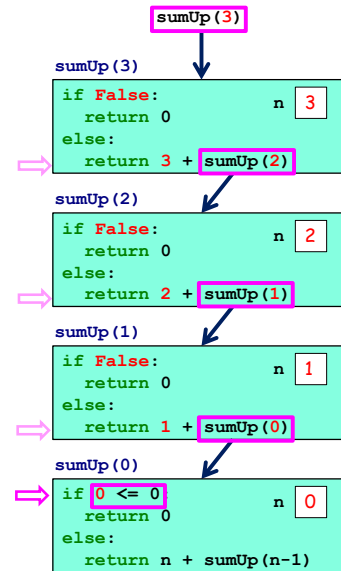 sumUp(3)
sumUp(3)
if False: n 3
return 0
else:
return 3 + sumUp(2)
sumUp(2)
if False: n 2
return 0
else:
return 2 + sumUp(1)
sumUp(1)
if False: n 1
return 0
else:
return 1 + sumUp(0)
sumUp(0)
if 0 <= 0 n 0
return 0
else:
return n + sumUp(n-1)